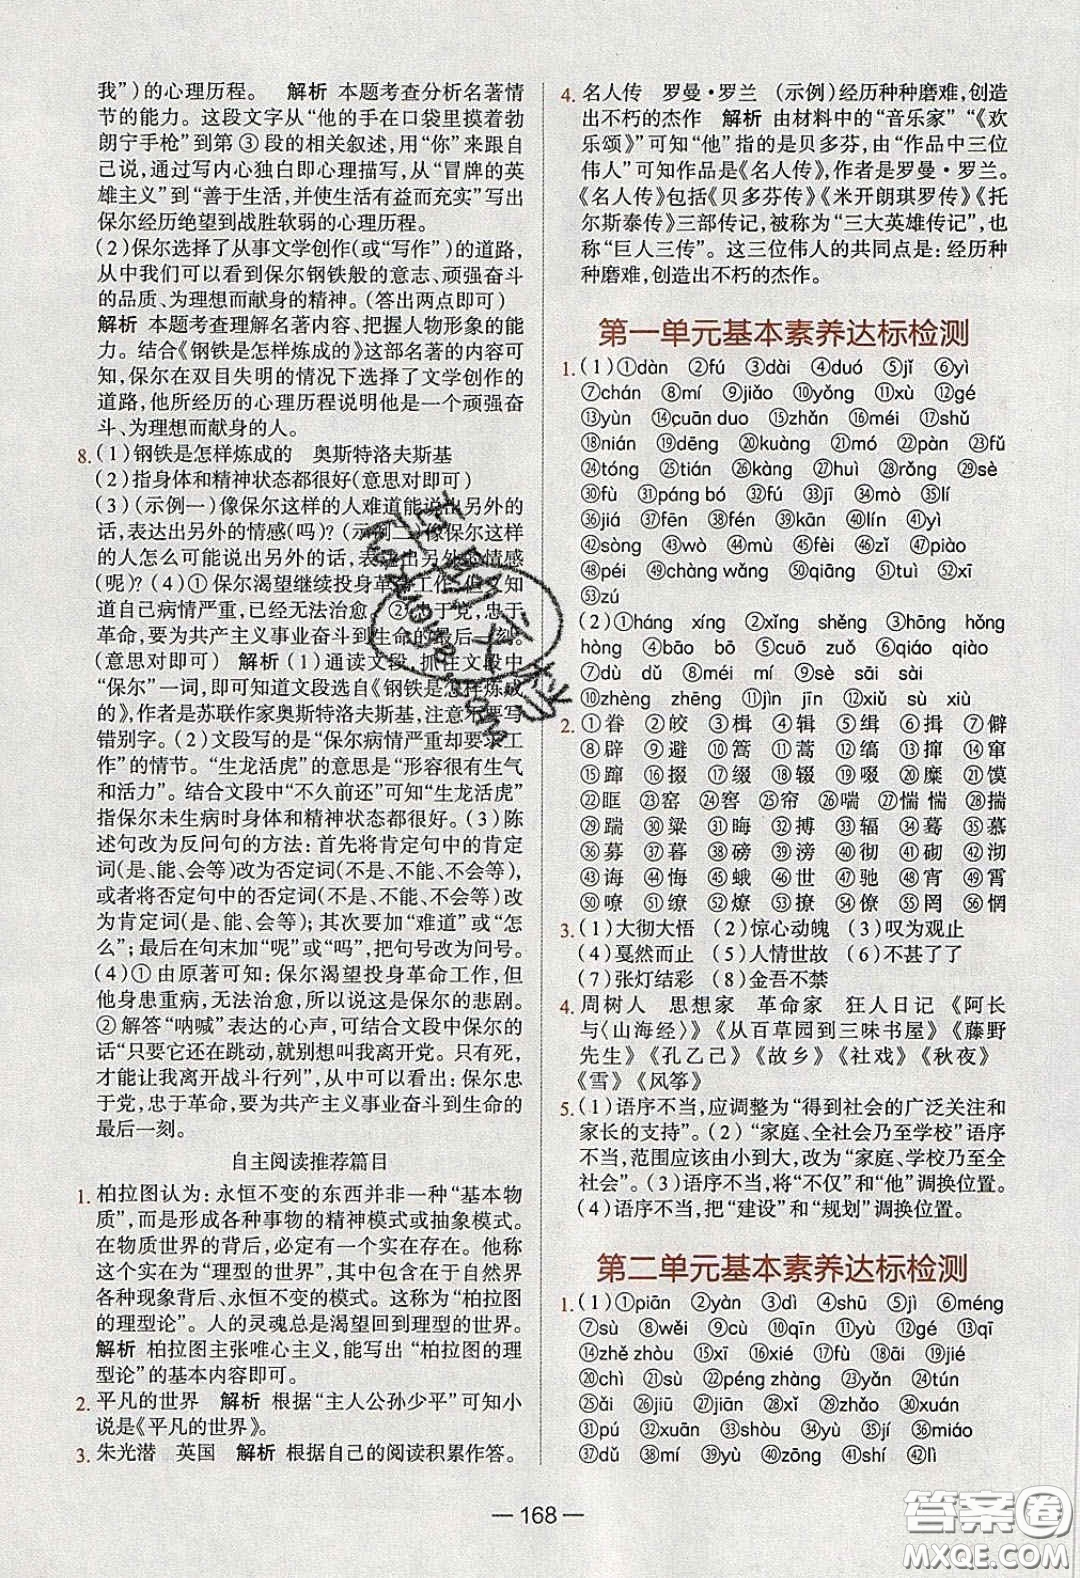 我”)的心理历程。　解析　本题考查分析名著情
节的能力。这段文字从“他的手在口袋里摸着勃
朗宁手枪”到第③段的相关叙述,用“你”来跟自
己说,通过写内心独白即心理描写,从“冒牌的英
雄主义”到“善于生活,并使生活有益而充实”写出
保尔经历绝望到战胜软弱的心理历程。
(2)保尔选择了从事文学创作(或“写作”)的道路,
从中我们可以看到保尔钢铁般的意志、顽强奋斗
的品质、为理想而献身的精神。(答出两点即可)
解析　本题考查理解名著内容、把握人物形象的能
力。结合《钢铁是怎样炼成的》这部名著的内容可
知,保尔在双目失明的情况下选择了文学创作的
道路,他所经历的心理历程说明他是一个顽强奋
斗、为理想而献身的人。
8.(1)钢铁是怎样炼成的　奥斯特洛夫斯基
(2)指身体和精神状态都很好(意思对即可)
(3)(示例一)像保尔这样的人难道能说出另外的
话,表达出另外的情感(吗)?(示例二)像保尔这样
的人怎么可能说出另外的话,表达出另外的情感
(呢)?(4)①保尔渴望继续投身革命工作,但又知
道自己病情严重,已经无法治愈。②忠于党,忠于
革命,要为共产主义事业奋斗到生命的最后一刻。
(意思对即可)　解析　(1)通读文段,抓住文段中
“保尔”一词,即可知道文段选自《钢铁是怎样炼成
的》,作者是苏联作家奥斯特洛夫斯基,注意不要写
错别字。(2)文段写的是“保尔病情严重却要求工
作”的情节。“生龙活虎”的意思是“形容很有生气
和活力”。结合文段中“不久前还”可知“生龙活虎”
指保尔未生病时身体和精神状态都很好。(3)陈
述句改为反问句的方法:首先将肯定句中的肯定
词(是、能、会等)改为否定词(不是、不能、不会等)
或者将否定句中的否定词(不是、不能、不会等)改
为肯定词(是、能、会等);其次要加“难道”或“怎
么”;最后在句末加“呢”或“吗”,把句号改为问号。
(4)①由原著可知:保尔渴望投身革命工作,但
他身患重病,无法治愈,所以这是保尔的悲剧。
②解答“呐喊”表达的心声,可结合文段中保尔的
话“只要它还在跳动,就别想叫我离开党。只有死,
才能让我离开战斗行列”,从中可以看出:保尔忠
于党,忠于革命,要为共产主义事业奋斗到生命的
最后一刻。
自主阅读推荐篇目
1.柏拉图认为:永恒不变的东西并非一种“基本物
质”,而是形成各种事物的精神模式或抽象模式。
在物质世界的背后,必定有一个实在存在。他称
这个实在为“理型的世界”,其中包含存在于自然界
各种现象背后、永恒不变的模式。这称为“柏拉图
的理型论”。人的灵魂总是渴望回到理型的世界。
解析　柏拉图主张唯心主义,能写出“柏拉图的理
型论”的基本内容即可。
2.平凡的世界　解析　根据“主人公孙少平”可知小
说是《平凡的世界》。
3.朱光潜　英国　解析　根据自己的阅读积累作答。
4.名人传　罗曼·罗兰　(示例)经历种种磨难,创造
出不朽的杰作　解析　由材料中的“音乐家”“《欢
乐颂》”可知“他”指的是贝多芬,由“作品中三位
伟人”可知作品是《名人传》,作者是罗曼·罗兰。
《名人传》包括《贝多芬传》《米开朗琪罗传》《托
尔斯泰传》三部传记,被称为“三大英雄传记”,也
称“巨人三传”。这三位伟人的共同点是:经历种
种磨难,创造出不朽的杰作。
第一单元基本素养达标检测
1.(1)①dàn　②fú　③dài　④duó　⑤jǐ　⑥yì
⑦chán　⑧mí　⑨jiǎo　⑩yǒng　⑪xù　⑫gé
⑬yùn　⑭çuān duo　⑮zhǎn　⑯méi　⑰shǔ
⑱nián　⑲dēng　⑳kàng　㉑mò　㉒pàn　㉓fǔ
㉔tóng　㉕tián　㉖kàng　㉗gǎng　㉘rǎng　㉙sè
㉚fù　㉛páng bó　㉜fú　㉝jī　㉞mò　㉟lí
㊱jiá　㊲fēn　㊳fēn　㊴kān　㊵lín　㊶yì
㊷sòng　㊸wò　㊹mò　㊺fèi　㊻zǐ　㊼piào
㊽péi　㊾chàng wǎng　㊿qiāng　51tuì　52xī
53zú
(2)①háng　xíng　②xīng shěng　③hōng　hǒng
hòng　④bāo　⑤cuō　zuō　⑥qiáo　qiào
⑦dù　dǔ　⑧méi　mí　⑨sè　sāi　sài
⑩zhèng　zhēng　⑪jìn　jīn　⑫xiǔ　sù　xiù
2.①眷　②皎　③楫　④辑　⑤缉　⑥揖　⑦僻
⑧辟　⑨避　⑩篙　⑪蒿　⑫缟　⑬撺　⑭窜
⑮蹿　⑯掇　⑰缀　⑱辍　⑲啜　⑳糜　㉑馍
㉒眶　㉓窑　㉔窖　㉕帘　㉖喘　㉗惴　惴　㉘揣
㉙踹　㉚粱　㉛晦　㉜搏　㉝辐　㉞蓦　㉟慕
㊱募　㊲暮　㊳磅　㊴滂　㊵彻　㊶砌　㊷沏
㊸诲　㊹悔　㊺蛾　㊻世　㊼驰　㊽宵　㊾霄
㊿嘹　51缭　52燎　53撩　54潦　55罔　56惘
3.(1)大彻大悟　(2)惊心动魄　(3)叹为观止
(4)戛然而止　(5)人情世故　(6)不甚了了
(7)张灯结彩　(8)金吾不禁
4.周树人　思想家　革命家　狂人日记　《阿长
与〈山海经〉》《从百草园到三味书屋》《藤野
先生》《孔乙己》《故乡》《社戏》《秋夜》
《雪》《风筝》
5.(1)语序不当,应调整为“得到社会的广泛关注和
家长的支持”。(2)“家庭、全社会乃至学校”语序
不当,范围应该由小到大,改为“家庭、学校乃至全
社会”。(3)语序不当,将“不仅”和“他”调换位置。
(4)语序不当,把“建设”和“规划”调换位置。
第二单元基本素养达标检测
1.(1)①piān　②yàn　③dì　④shū　⑤jì　⑥méng
⑦sù　⑧wěi　⑨cù　⑩qīn　⑪yì　⑫qióng　⑬qí
⑭zhě zhòu　⑮xī　⑯jī　⑰jí　⑱lào　⑲jié
⑳chì　㉑zhì　㉒péng zhàng　㉓gān　㉔tún
㉕ǎi　㉖jiū　㉗jiān　㉘yì　㉙zhǎn　㉚xuán
㉛pú　㉜xuān　㉝zhù　㉞shí　㉟yí　㊱miáo
㊲dú　㊳mí　㊴yù　㊵cáng　㊶shí　㊷lì
— 168 —
答案圈
MXQE.COM